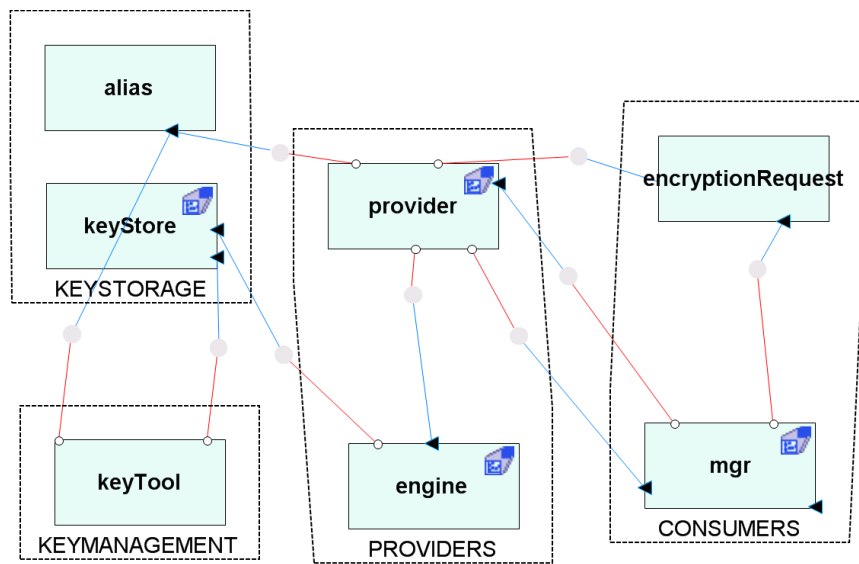 alias
encryptionRequest
provider
keyStore
KEYSTORAGE
keyTool
engine
mgr
KEYMANAGEMENT
PROVIDERS
CONSUMERS